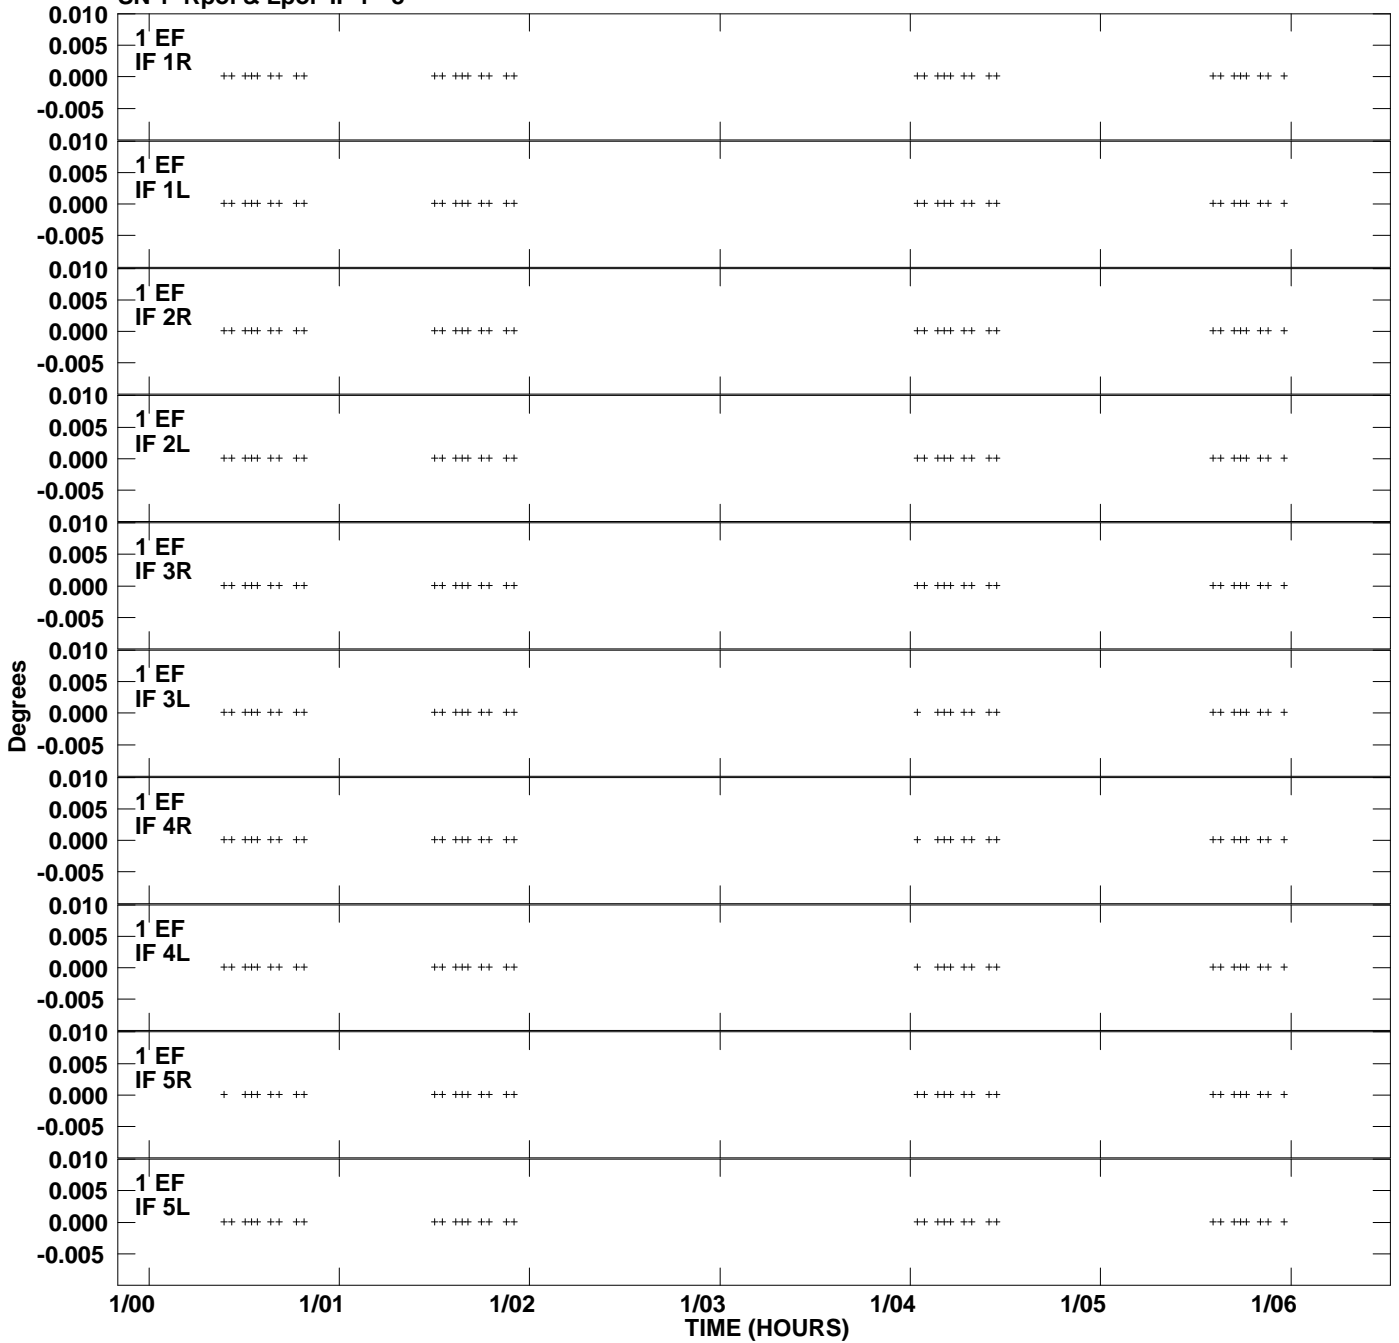 0.010
1 EF
0.005
IF 1R
0.000
-0.005
0.010
1 EF
0.005
IF 1L
0.000
-0.005
0.010
1 EF
0.005
IF 2R
0.000
-0.005
0.010
1 EF
0.005
IF 2L
0.000
-0.005
0.010
1 EF
0.005
IF 3R
0.000
-0.005
0.010
1 EF
0.005
IF 3L
0.000
-0.005
Degrees
0.010
1 EF
0.005
IF 4R
0.000
-0.005
0.010
1 EF
0.005
IF 4L
0.000
-0.005
0.010
1 EF
0.005
IF 5R
0.000
-0.005
0.010
1 EF
0.005
IF 5L
0.000
-0.005
1/00 1/01 1/02 1/03 1/04 1/05 1/06
TIME (HOURS)